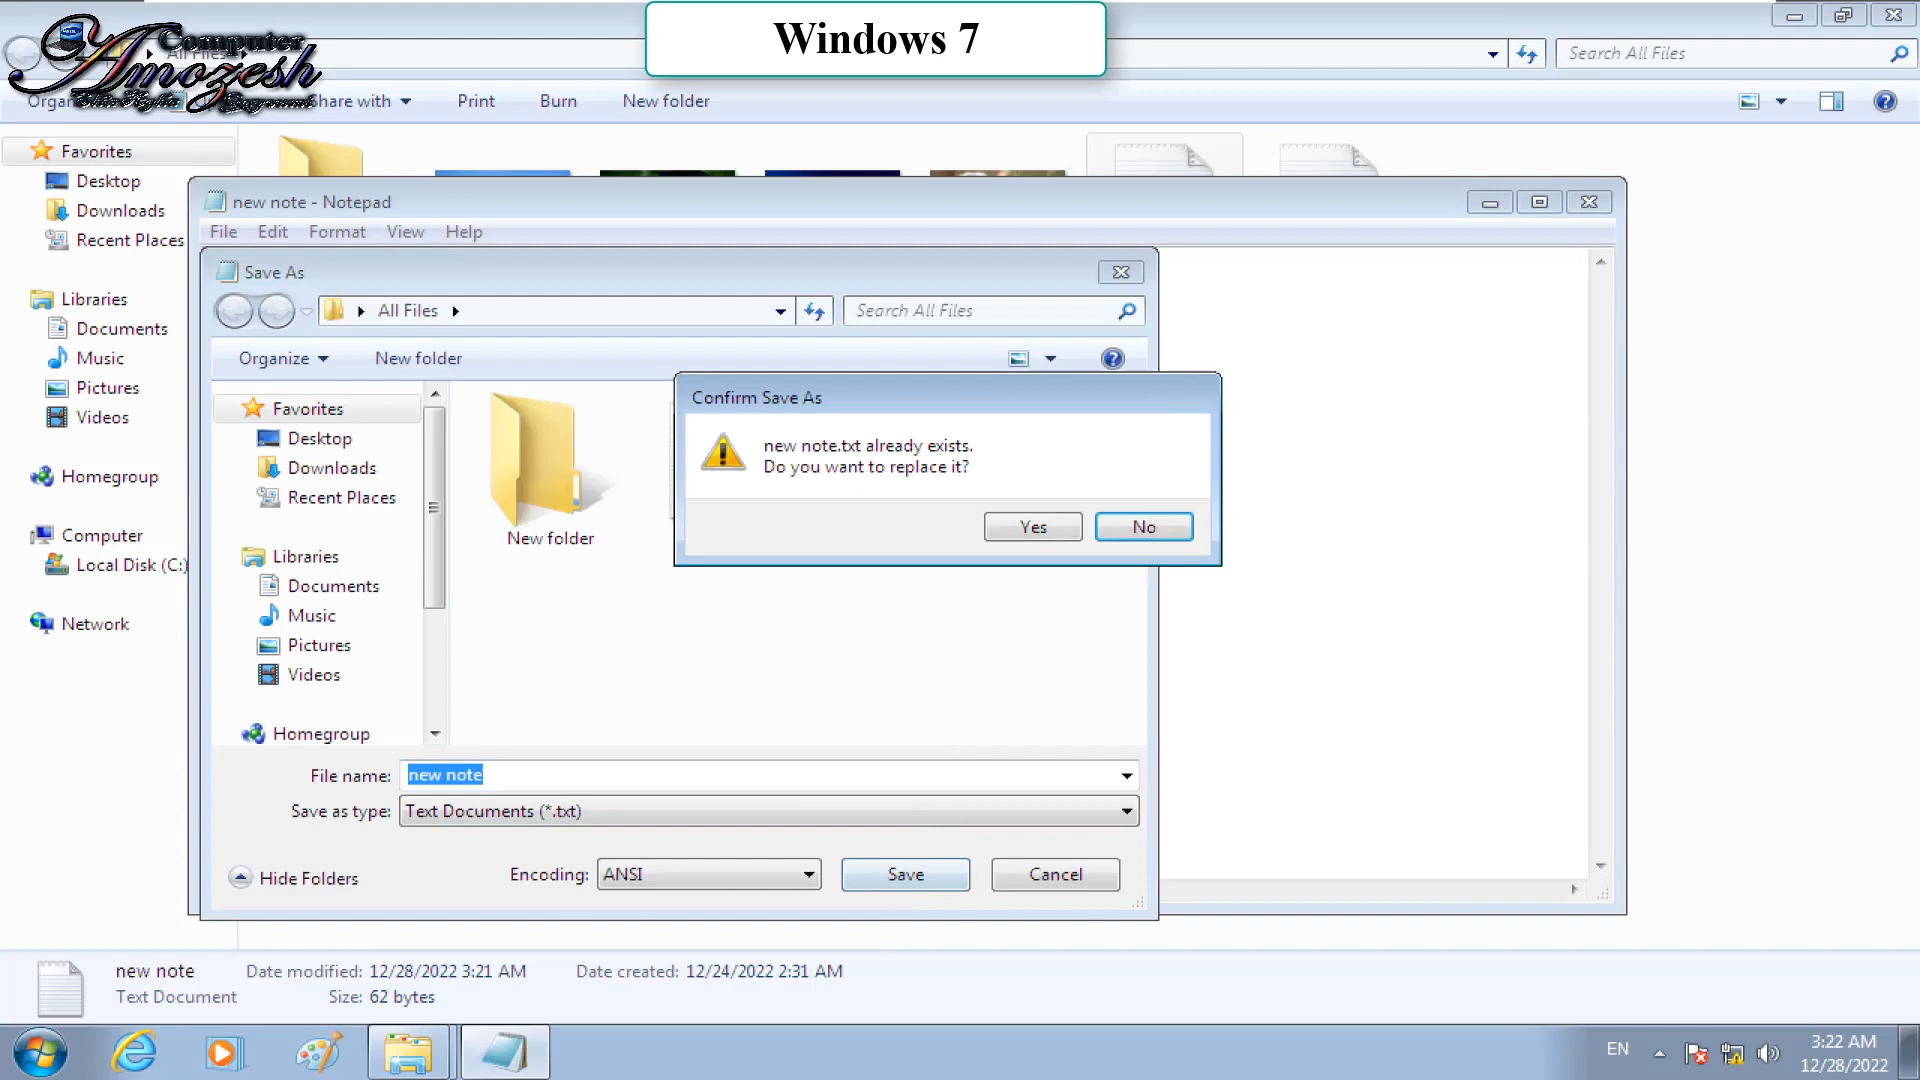 Windows 7
Computer
Amozesh
All Files
Search All Files
Share with
Print
Burn
New folder
Favorites
Desktop
Downloads
Recent Places
Libraries
Documents
Music
Pictures
Videos
Homegroup
Computer
Local Disk (C:)
Network
new note - Notepad
File Edit Format View Help
Save As
All Files
Search All Files
Organize
New folder
Favorites
Desktop
Downloads
Recent Places
Libraries
Documents
Music
Pictures
Videos
Homegroup
New folder
Confirm Save As
new note.txt already exists.
Do you want to replace it?
Yes
No
File name: new note
Save as type: Text Documents (*.txt)
Hide Folders
Encoding: ANSI
Save
Cancel
new note Date modified: 12/28/2022 3:21 AM Date created: 12/24/2022 2:31 AM
Text Document Size: 62 bytes
EN
3:22 AM
12/28/2022